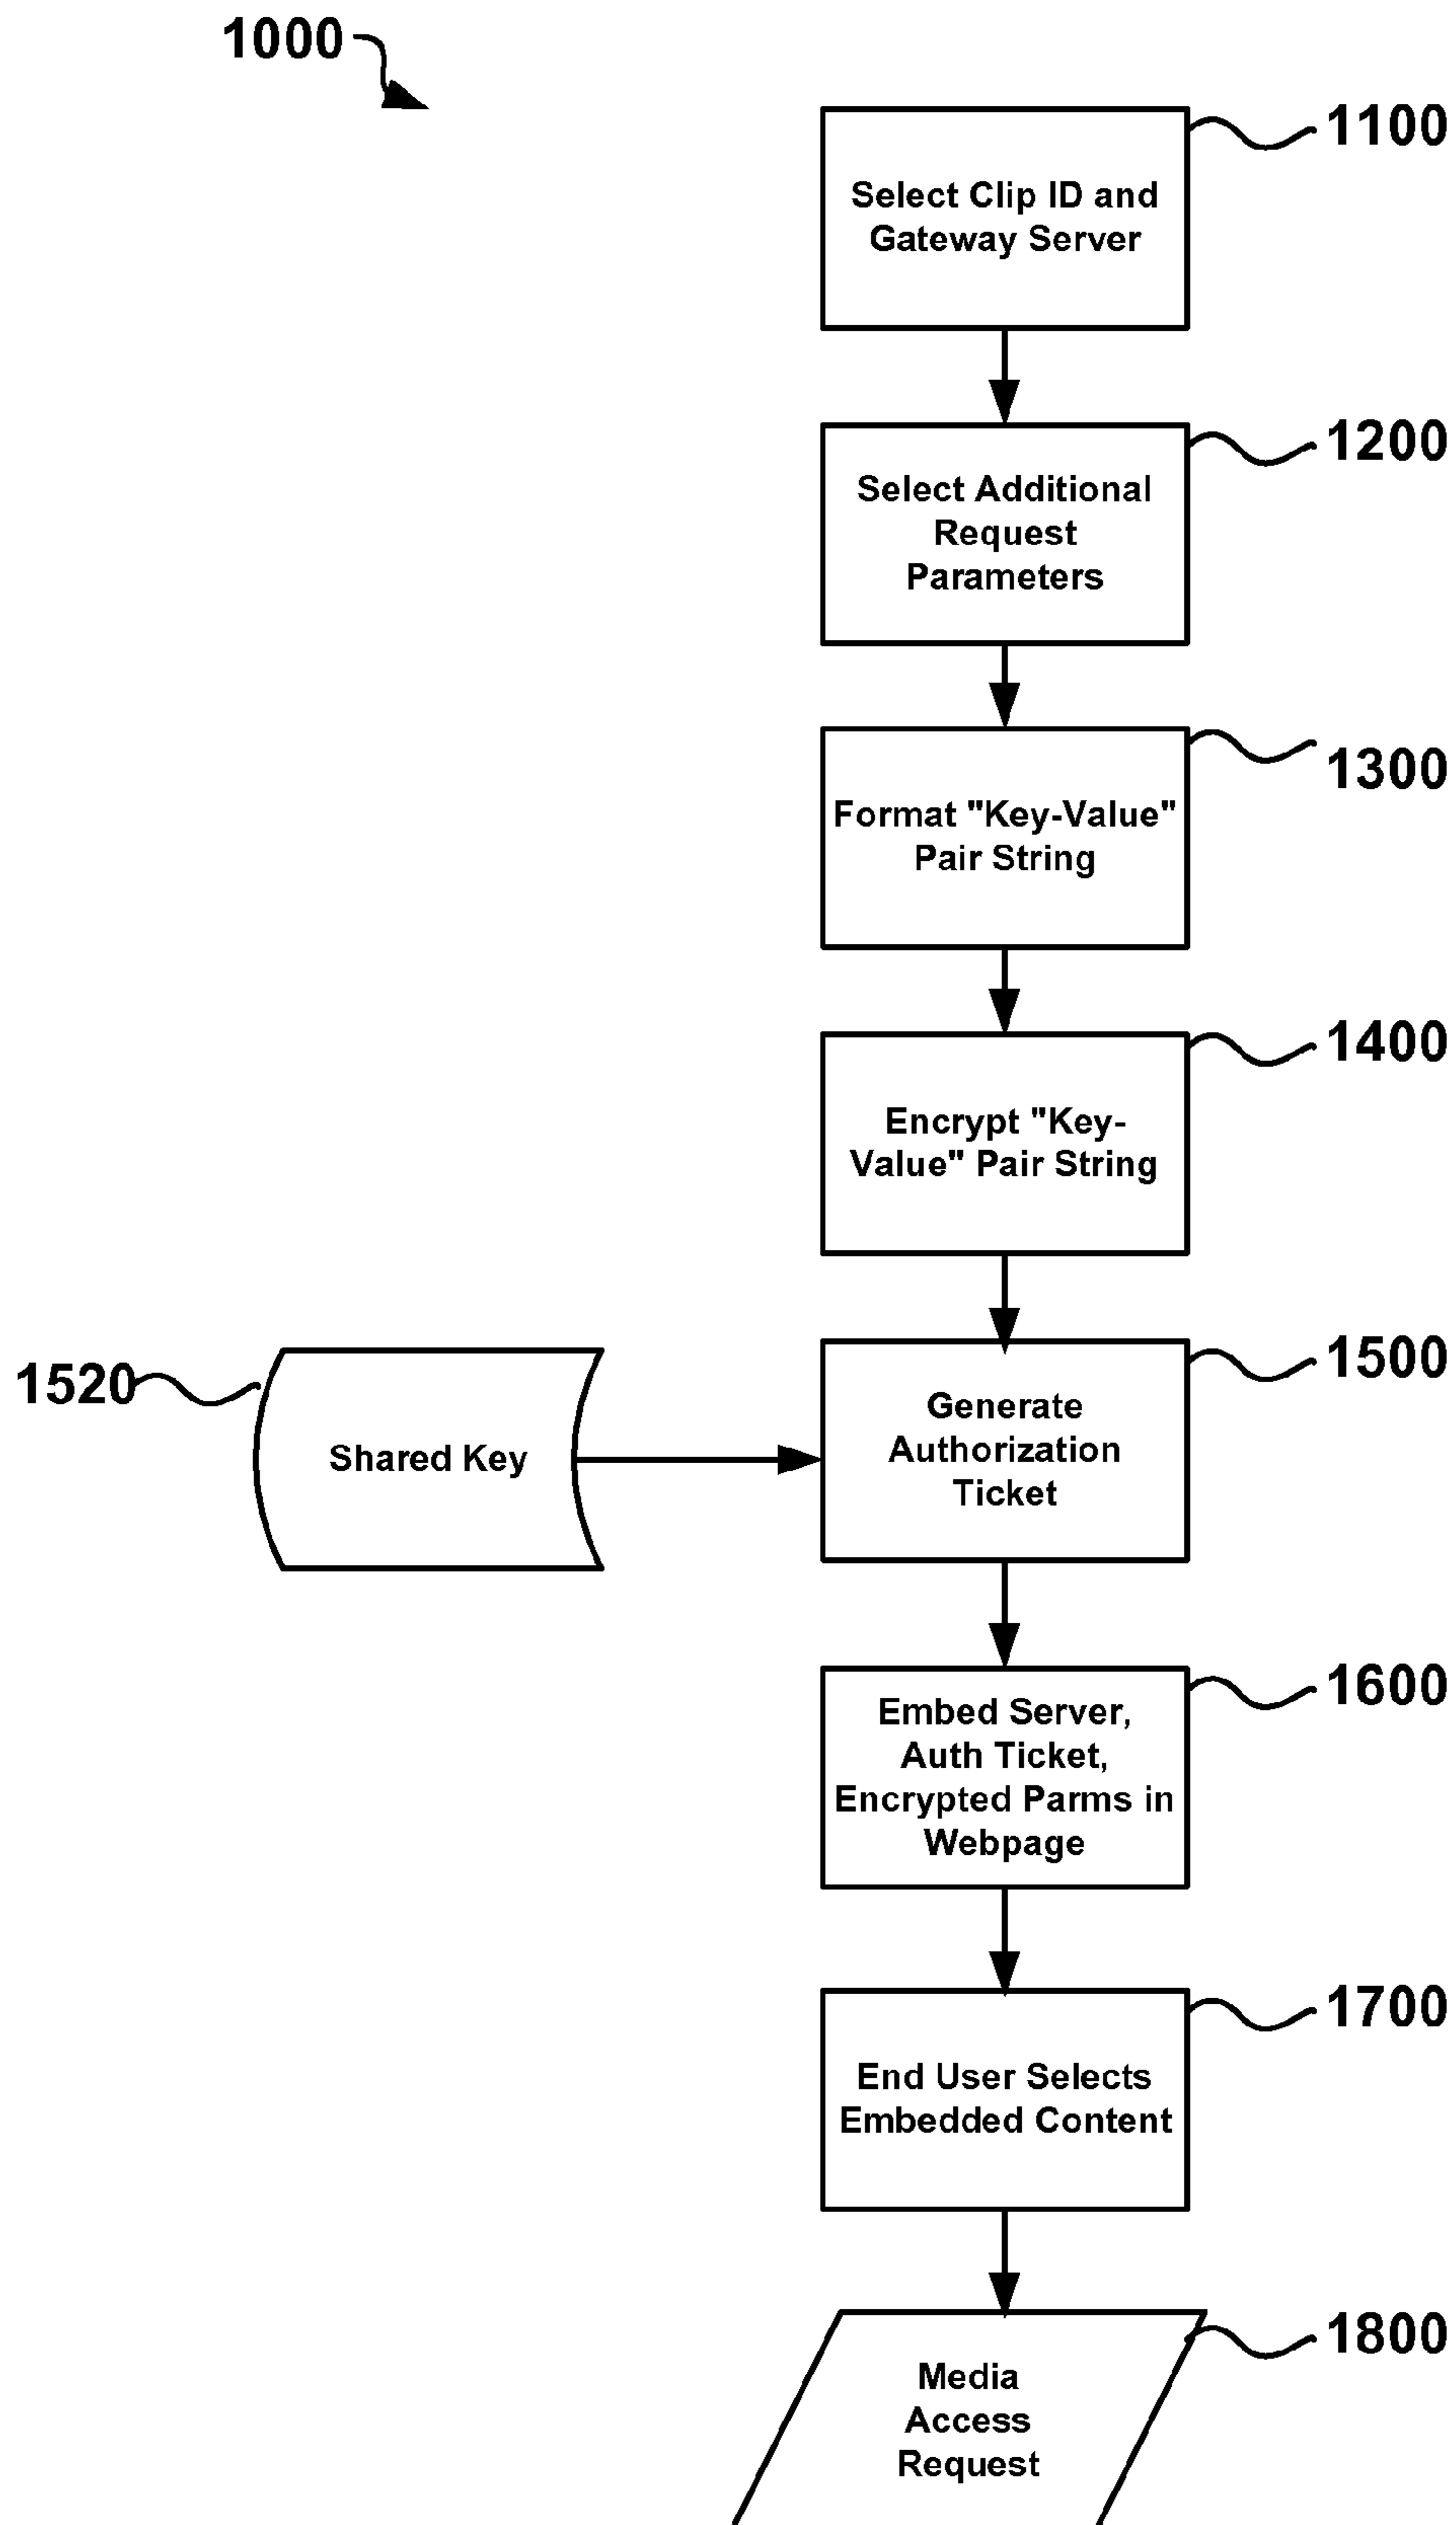 1000
1100
Select Clip ID and
Gateway Server
1200
Select Additional
Request
Parameters
1300
Format "Key-Value"
Pair String
1400
Encrypt "Key-
Value" Pair String
1500
1520
Shared Key
Generate
Authorization
Ticket
1600
Embed Server,
Auth Ticket,
Encrypted Parms in
Webpage
1700
End User Selects
Embedded Content
1800
Media
Access
Request